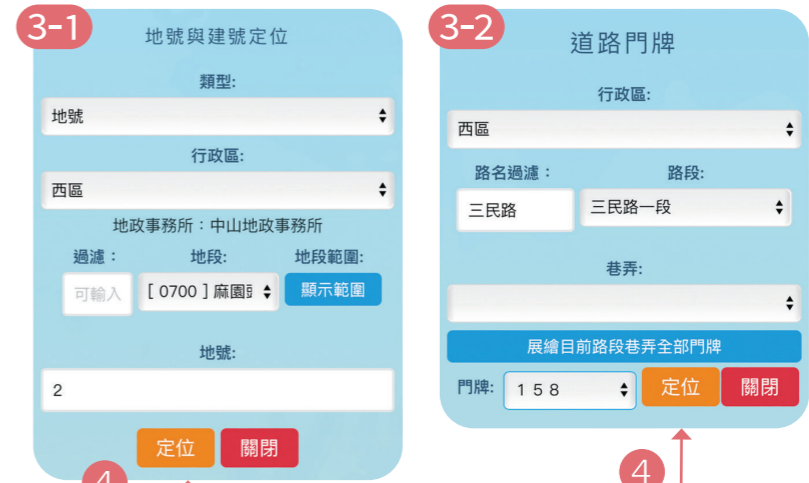 3-1
地號與建號定位
類型:
地號
行政區:
西區
地政事務所：中山地政事務所
過濾： 地段: 地段範圍:
可輸入 [ 0700 ] 麻園 顯示範圍
地號:
2
定位 關閉
4
3-2
道路門牌
行政區:
西區
路名過濾： 路段:
三民路 三民路一段
巷弄:
展繪目前路段巷弄全部門牌
門牌: 158 定位 關閉
4